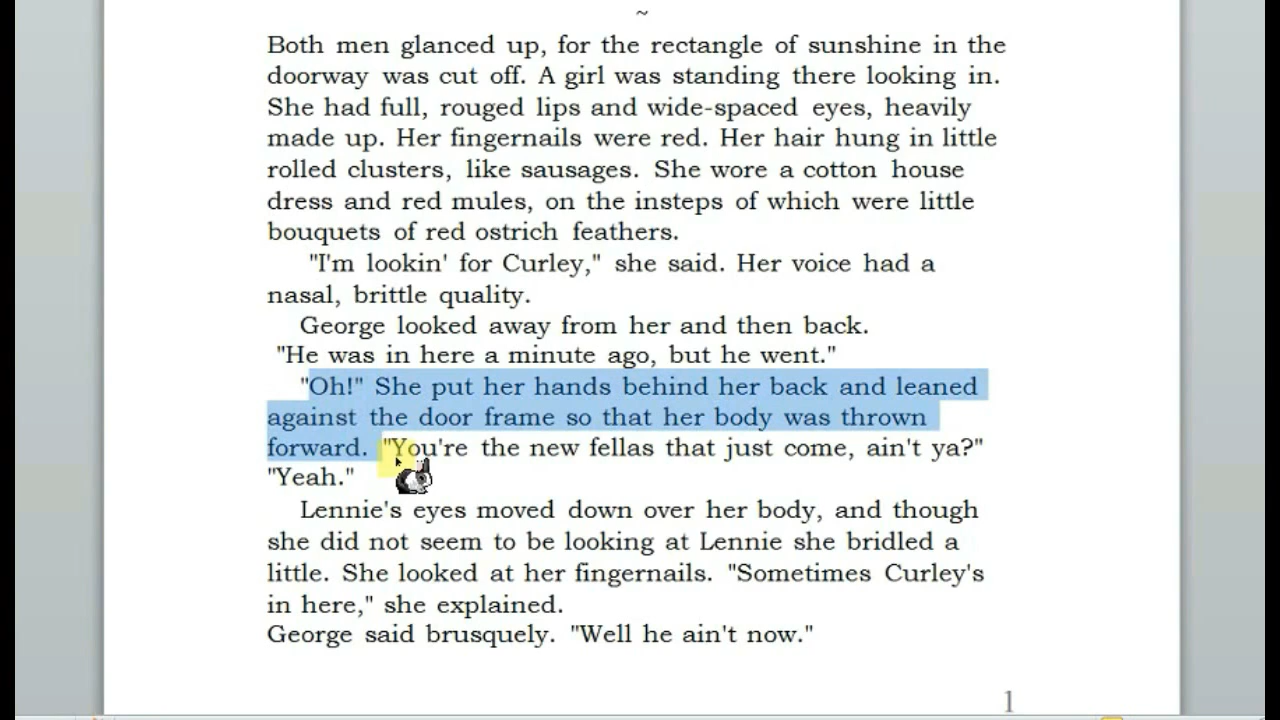 ~
Both men glanced up, for the rectangle of sunshine in the
doorway was cut off. A girl was standing there looking in.
She had full, rouged lips and wide-spaced eyes, heavily
made up. Her fingernails were red. Her hair hung in little
rolled clusters, like sausages. She wore a cotton house
dress and red mules, on the insteps of which were little
bouquets of red ostrich feathers.
"I'm lookin' for Curley," she said. Her voice had a
nasal, brittle quality.
George looked away from her and then back.
"He was in here a minute ago, but he went."
"Oh!" She put her hands behind her back and leaned
against the door frame so that her body was thrown
forward. "You're the new fellas that just come, ain't ya?"
"Yeah."
Lennie's eyes moved down over her body, and though
she did not seem to be looking at Lennie she bridled a
little. She looked at her fingernails. "Sometimes Curley's
in here," she explained.
George said brusquely. "Well he ain't now."
1